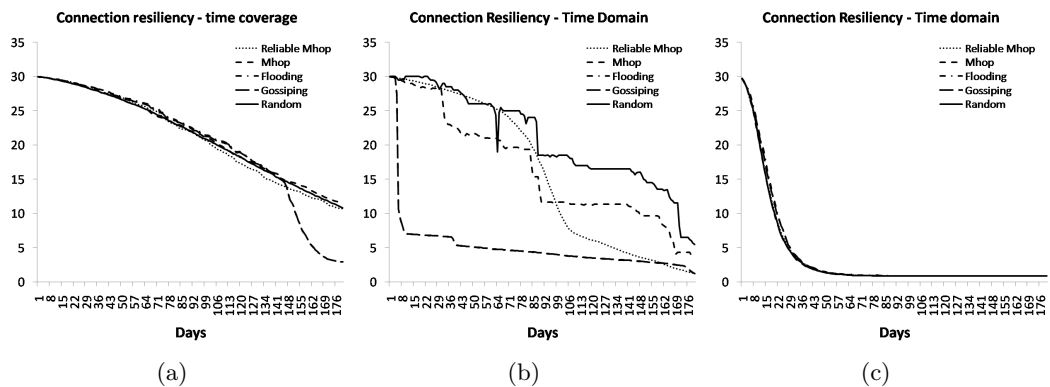 Connection resiliency - time coverage
35
30
25
20
15
10
5
0
Reliable Mhop
Mhop
Flooding
Gossiping
Random
1 8 15 22 29 36 43 50 57 64 71 78 85 92 99 106 113 120 127 134 141 148 155 162 169 176
Days
(a)
Connection Resiliency - Time Domain
35
30
25
20
15
10
5
0
Reliable Mhop
Mhop
Flooding
Gossiping
Random
1 8 15 22 29 36 43 50 57 64 71 78 85 92 99 106 113 120 127 134 141 148 155 162 169 176
Days
(b)
Connection Resiliency - Time domain
35
30
25
20
15
10
5
0
Reliable Mhop
Mhop
Flooding
Gossiping
Random
1 8 15 22 29 36 43 50 57 64 71 78 85 92 99 106 113 120 127 134 141 148 155 162 169 176
Days
(c)